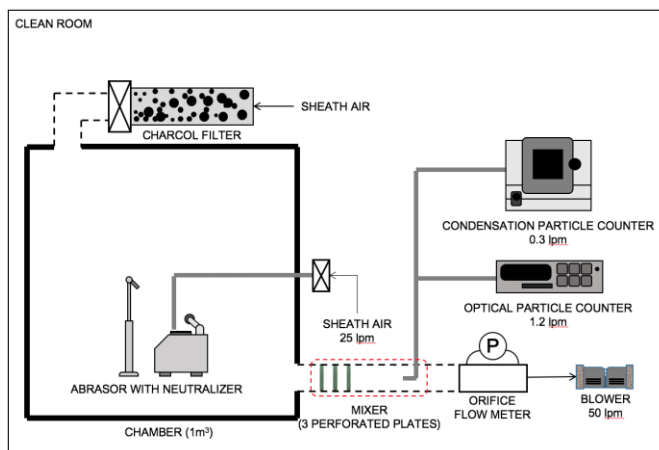 CLEAN ROOM
SHEATH AIR
CHARCOL FILTER
CONDENSATION PARTICLE COUNTER
0.3 lpm
OPTICAL PARTICLE COUNTER
1.2 lpm
SHEATH AIR
25 lpm
P
ABRASOR WITH NEUTRALIZER
MIXER
(3 PERFORATED PLATES)
ORIFICE
FLOW METER
BLOWER
50 lpm
CHAMBER (1m³)